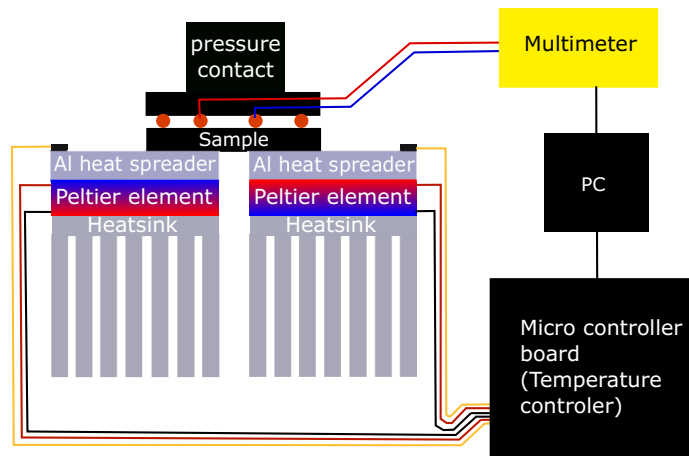 pressure
contact
Multimeter
Sample
Al heat spreader
Al heat spreader
PC
Peltier element
Peltier element
Heatsink
Heatsink
Micro controller
board
(Temperature
controler)